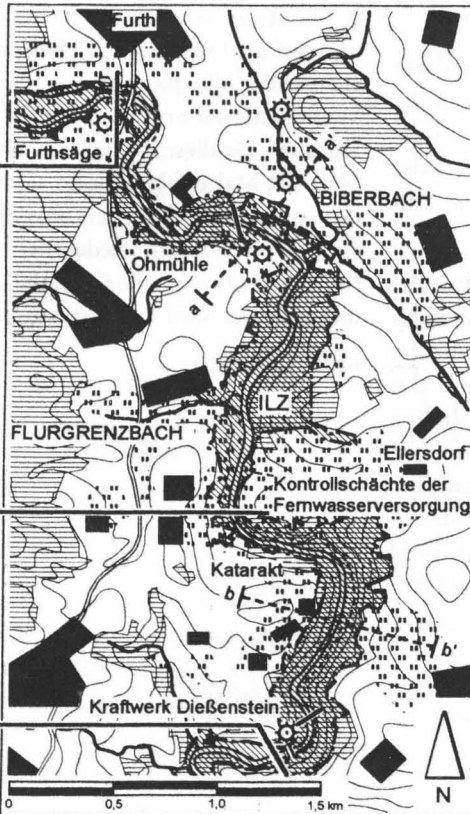 Furth
Furthsäge
a'
BIBERBACH
Ohmühle
a
ILZ
FLURGRENZBACH
Ellersdorf
Kontrollschächte der
Fernwasserversorgung
Katarakt
b
b'
Kraftwerk Dießenstein
N
0 0,5 1,0 1,5 km